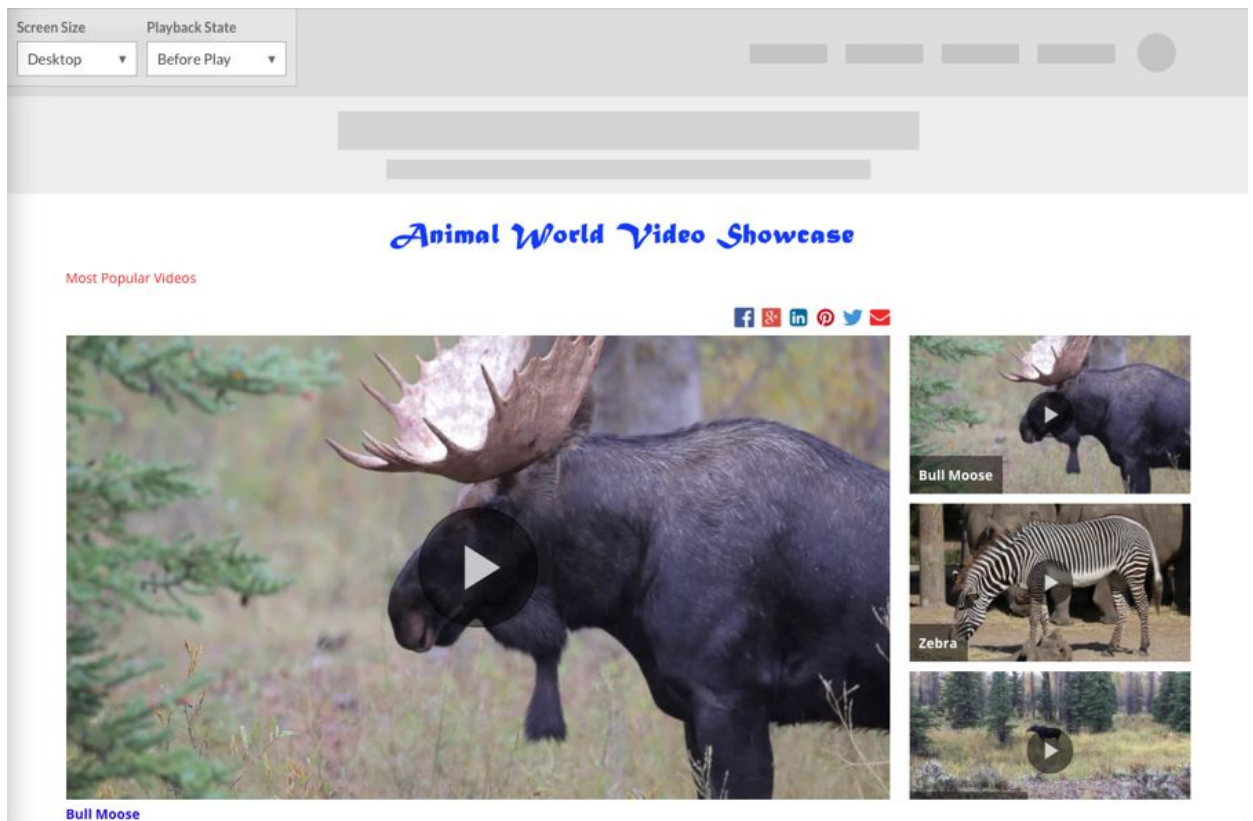 Screen Size
Playback State
Desktop
Before Play
Animal World Video Showcase
Most Popular Videos
Bull Moose
Zebra
Bull Moose